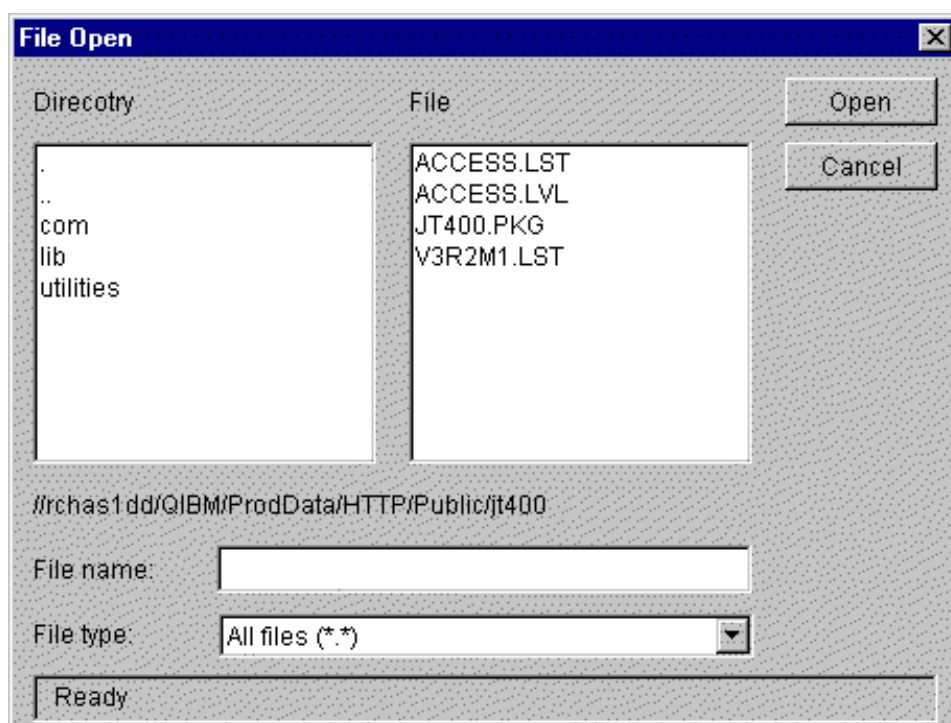 File Open
Direcotry
File
Open
Cancel
.
..
com
lib
utilities
ACCESS.LST
ACCESS.LVL
JT400.PKG
V3R2M1.LST
//rchas1dd/QIBM/ProdData/HTTP/Public/jt400
File name:
File type:
All files (*.*)
Ready